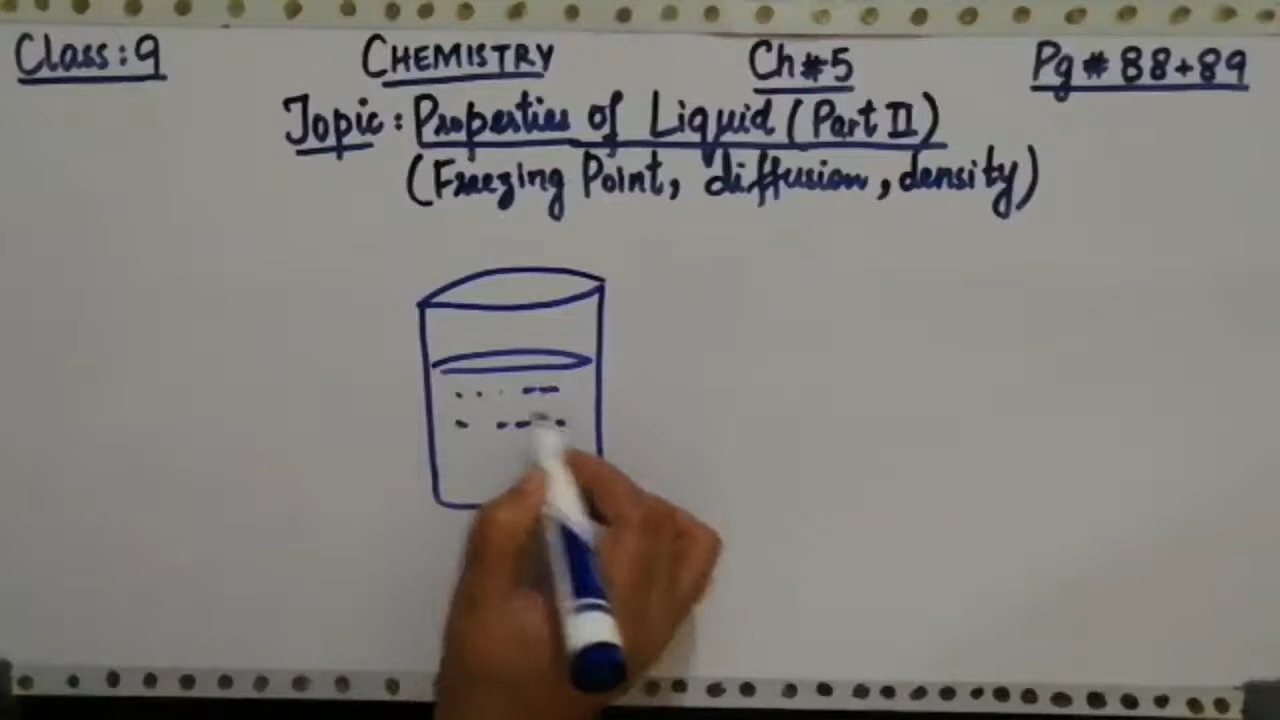 Class: 9 CHEMISTRY Ch#5 Pg # 88+89
Topic: Properties of Liquid (Part II)
(Freezing Point, diffusion, density)